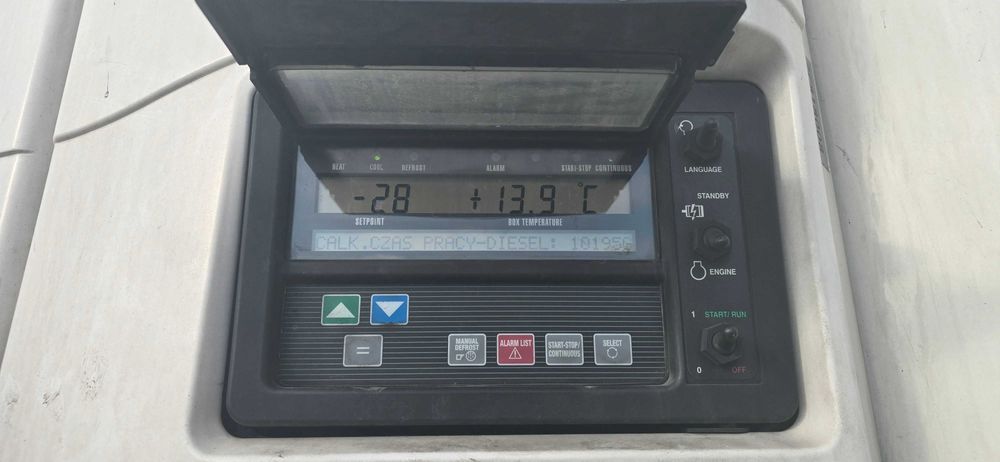 HEAT COOL DEFROST ALARM START-STOP CONTINUOUS
-28 +13.9 °C
SETPOINT BOX TEMPERATURE
CALK.CZAS PRACY-DIESEL:
MANUAL DEFROST
ALARM LIST
START-STOP/ CONTINUOUS
SELECT
=
LANGUAGE
STANDBY
ENGINE
1 START/RUN
0 OFF